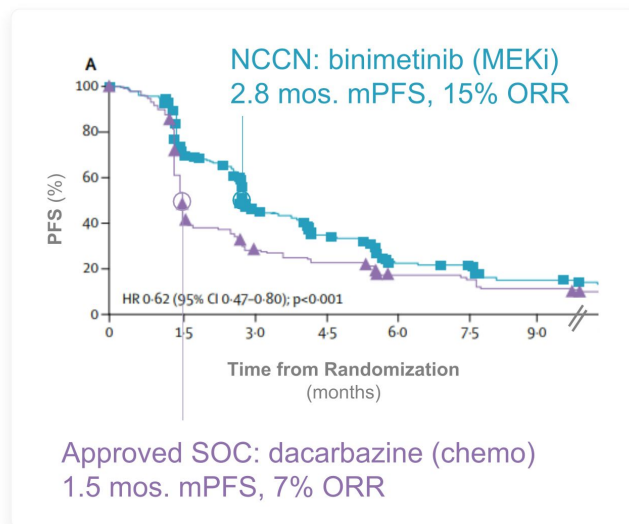 NCCN: binimetinib (MEKi)
2.8 mos. mPFS, 15% ORR
A
100
80
60
40
20
0
PFS (%)
HR 0·62 (95% CI 0·47–0·80); p<0·001
0 1·5 3·0 4·5 6·0 7·5 9·0
Time from Randomization
(months)
Approved SOC: dacarbazine (chemo)
1.5 mos. mPFS, 7% ORR